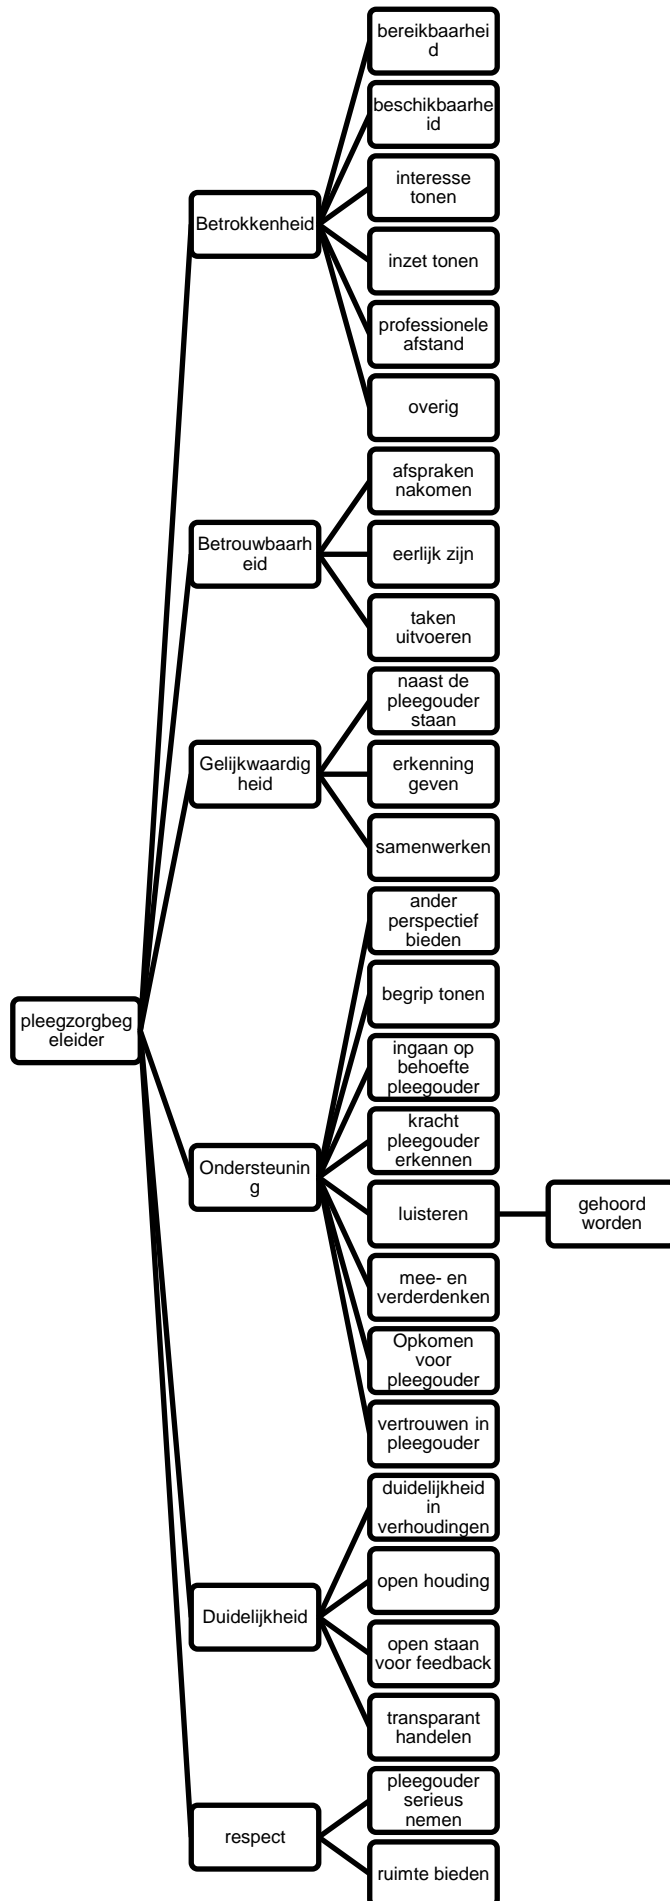 pleegzorgbeg
eleider
Betrokkenheid
bereikbaarhei
d
beschikbaarhe
id
interesse
tonen
inzet tonen
professionele
afstand
overig
Betrouwbaarh
eid
afspraken
nakomen
eerlijk zijn
taken
uitvoeren
Gelijkwaardig
heid
naast de
pleegouder
staan
erkenning
geven
samenwerken
Ondersteunin
g
ander
perspectief
bieden
begrip tonen
ingaan op
behoefte
pleegouder
kracht
pleegouder
erkennen
luisteren
gehoord
worden
mee- en
verderdenken
Opkomen
voor
pleegouder
vertrouwen in
pleegouder
Duidelijkheid
duidelijkheid
in
verhoudingen
open houding
open staan
voor feedback
transparant
handelen
respect
pleegouder
serieus
nemen
ruimte bieden